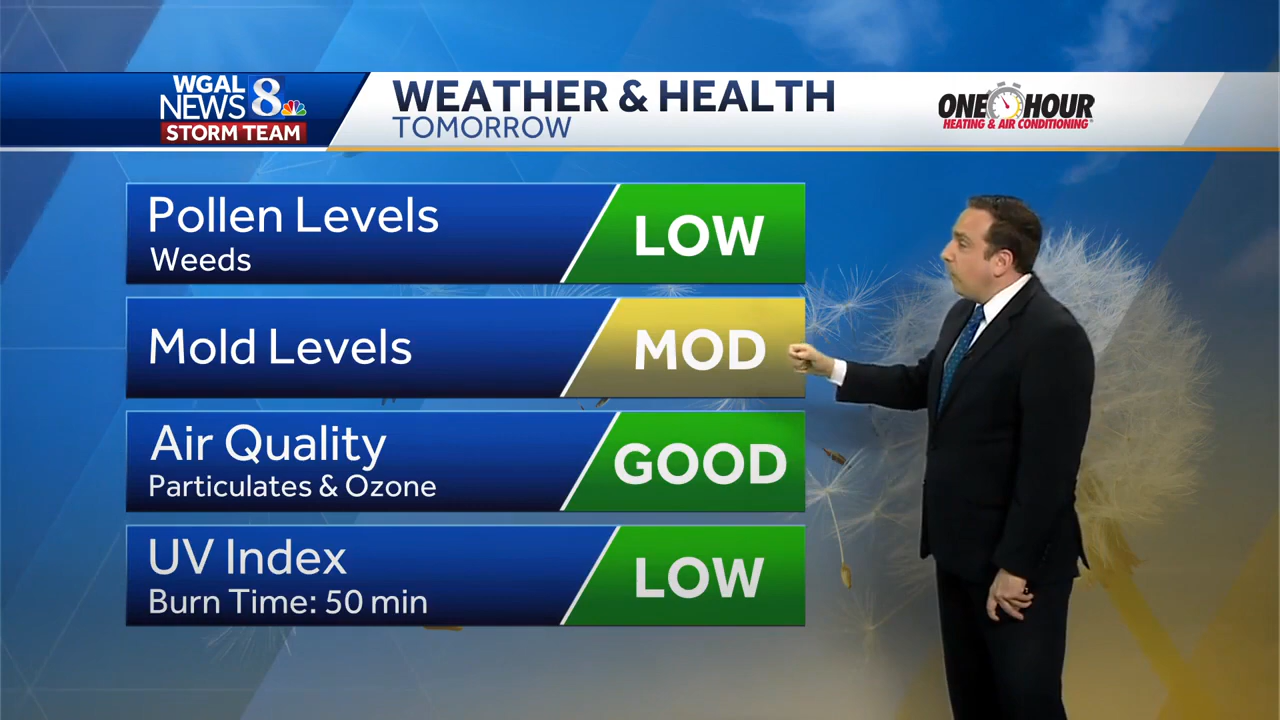 WGAL
NEWS 8
STORM TEAM
WEATHER & HEALTH
TOMORROW
ONE HOUR
HEATING & AIR CONDITIONING
Pollen Levels
Weeds
LOW
Mold Levels
MOD
Air Quality
Particulates & Ozone
GOOD
UV Index
Burn Time: 50 min
LOW